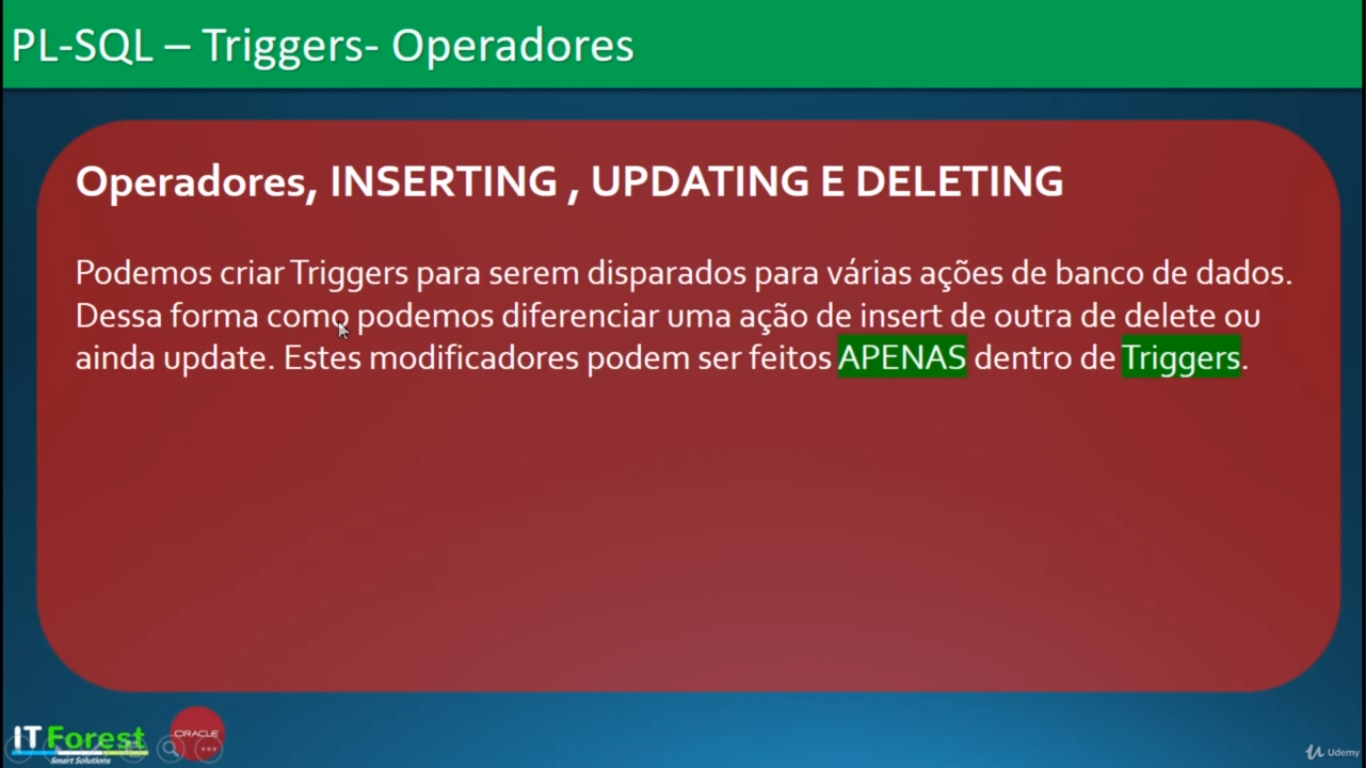 PL-SQL – Triggers- Operadores
Operadores, INSERTING , UPDATING E DELETING
Podemos criar Triggers para serem disparados para várias ações de banco de dados.
Dessa forma como podemos diferenciar uma ação de insert de outra de delete ou
ainda update. Estes modificadores podem ser feitos APENAS dentro de Triggers.
IT Forest
Smart Solutions
ORACLE
Udemy